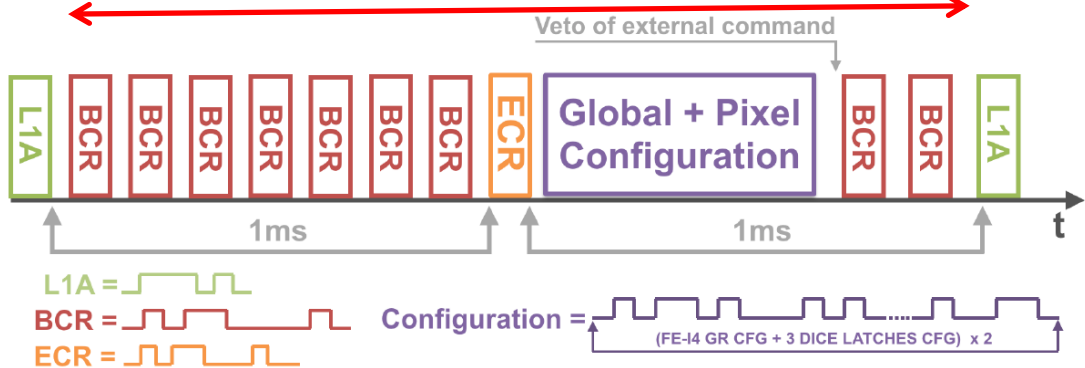 Veto of external command
L1A BCR BCR BCR BCR BCR BCR BCR ECR Global + Pixel BCR BCR L1A
Configuration
t
1ms 1ms
L1A =
BCR = Configuration =
(FE-I4 GR CFG + 3 DICE LATCHES CFG) x 2
ECR =